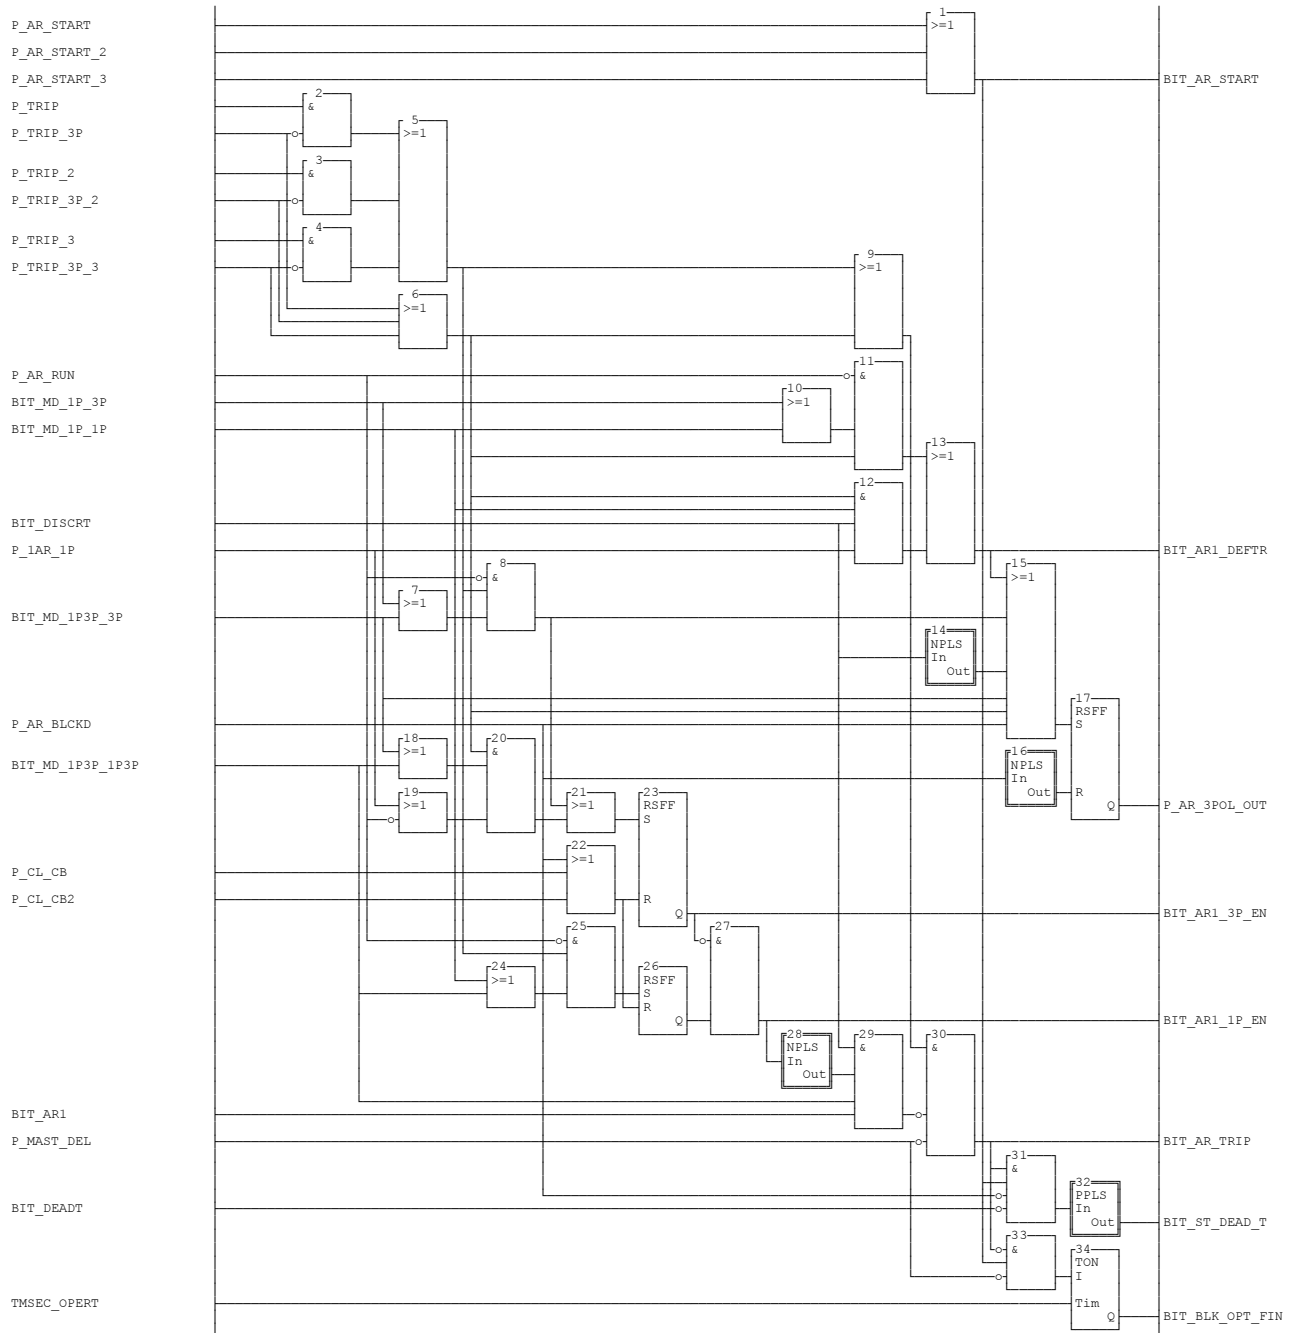 1
P_AR_START >=1
P_AR_START_2
P_AR_START_3 BIT_AR_START
2
P_TRIP &
5
P_TRIP_3P >=1
3
P_TRIP_2 &
P_TRIP_3P_2
4
P_TRIP_3 &
9
P_TRIP_3P_3 >=1
6
>=1
11
P_AR_RUN &
10
BIT_MD_1P_3P >=1
BIT_MD_1P_1P
13
>=1
12
&
BIT_DISCRT
P_1AR_1P BIT_AR1_DEFTR
8 15
& >=1
7
>=1
BIT_MD_1P3P_3P
14
NPLS
In
Out
17
RSFF
P_AR_BLCKD S
18 20 16
>=1 &
BIT_MD_1P3P_1P3P NPLS
In
19 21 23 Out R
>=1 >=1 RSFF Q P_AR_3POL_OUT
S
22
>=1
P_CL_CB
P_CL_CB2 R
Q BIT_AR1_3P_EN
25 27
& &
24 26
>=1 RSFF
S
R
Q BIT_AR1_1P_EN
28 29 30
NPLS & &
In
Out
BIT_AR1
P_MAST_DEL BIT_AR_TRIP
31
&
32
PPLS
BIT_DEADT In
Out BIT_ST_DEAD_T
33
& 34
TON
I
TMSEC_OPERT Tim
Q BIT_BLK_OPT_FIN